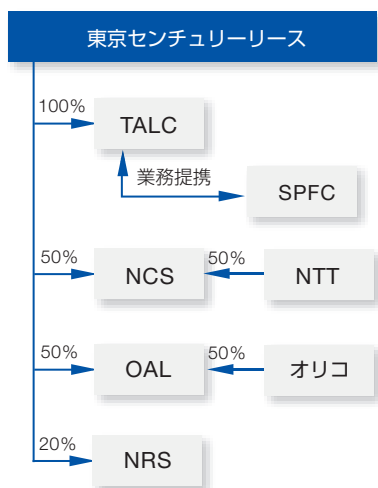 東京センチュリーリース
100%
TALC
業務提携
SPFC
50%
NCS
50%
NTT
50%
OAL
50%
オリコ
20%
NRS